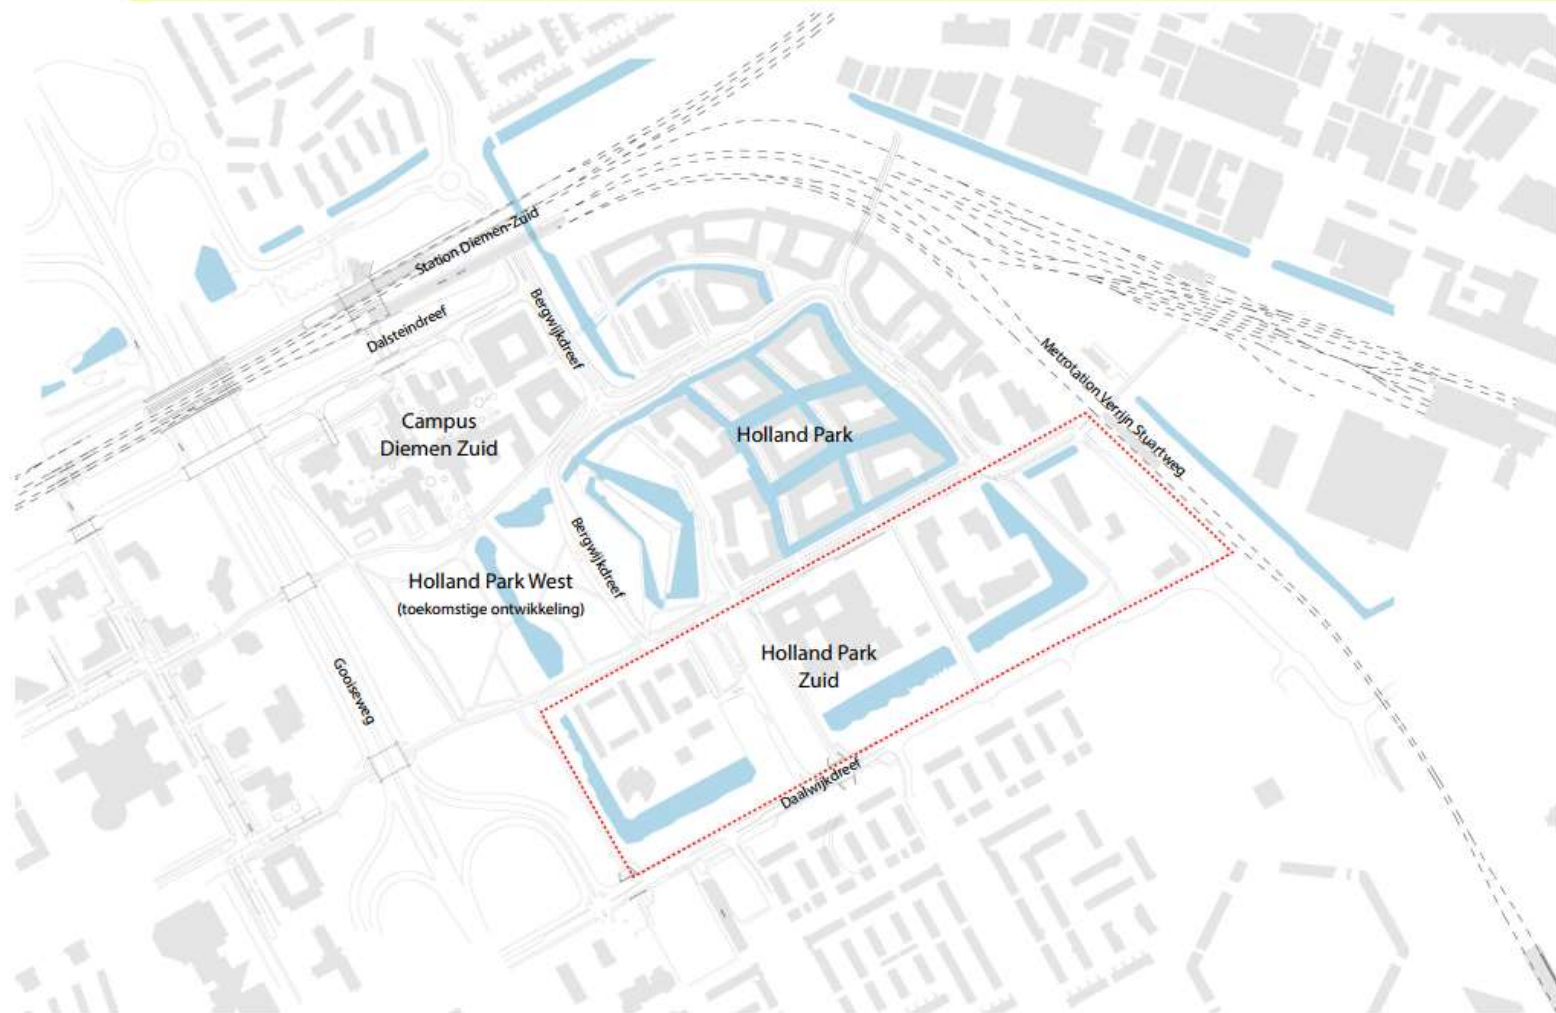 Station Diemen-Zuid
Dalsteindreef
Bergwijkdreef
Metrotation Verrijn Stuartweg
Campus
Diemen Zuid
Holland Park
Bergwijkdreef
Holland Park West
(toekomstige ontwikkeling)
Gooiseweg
Holland Park
Zuid
Daalwijkdreef